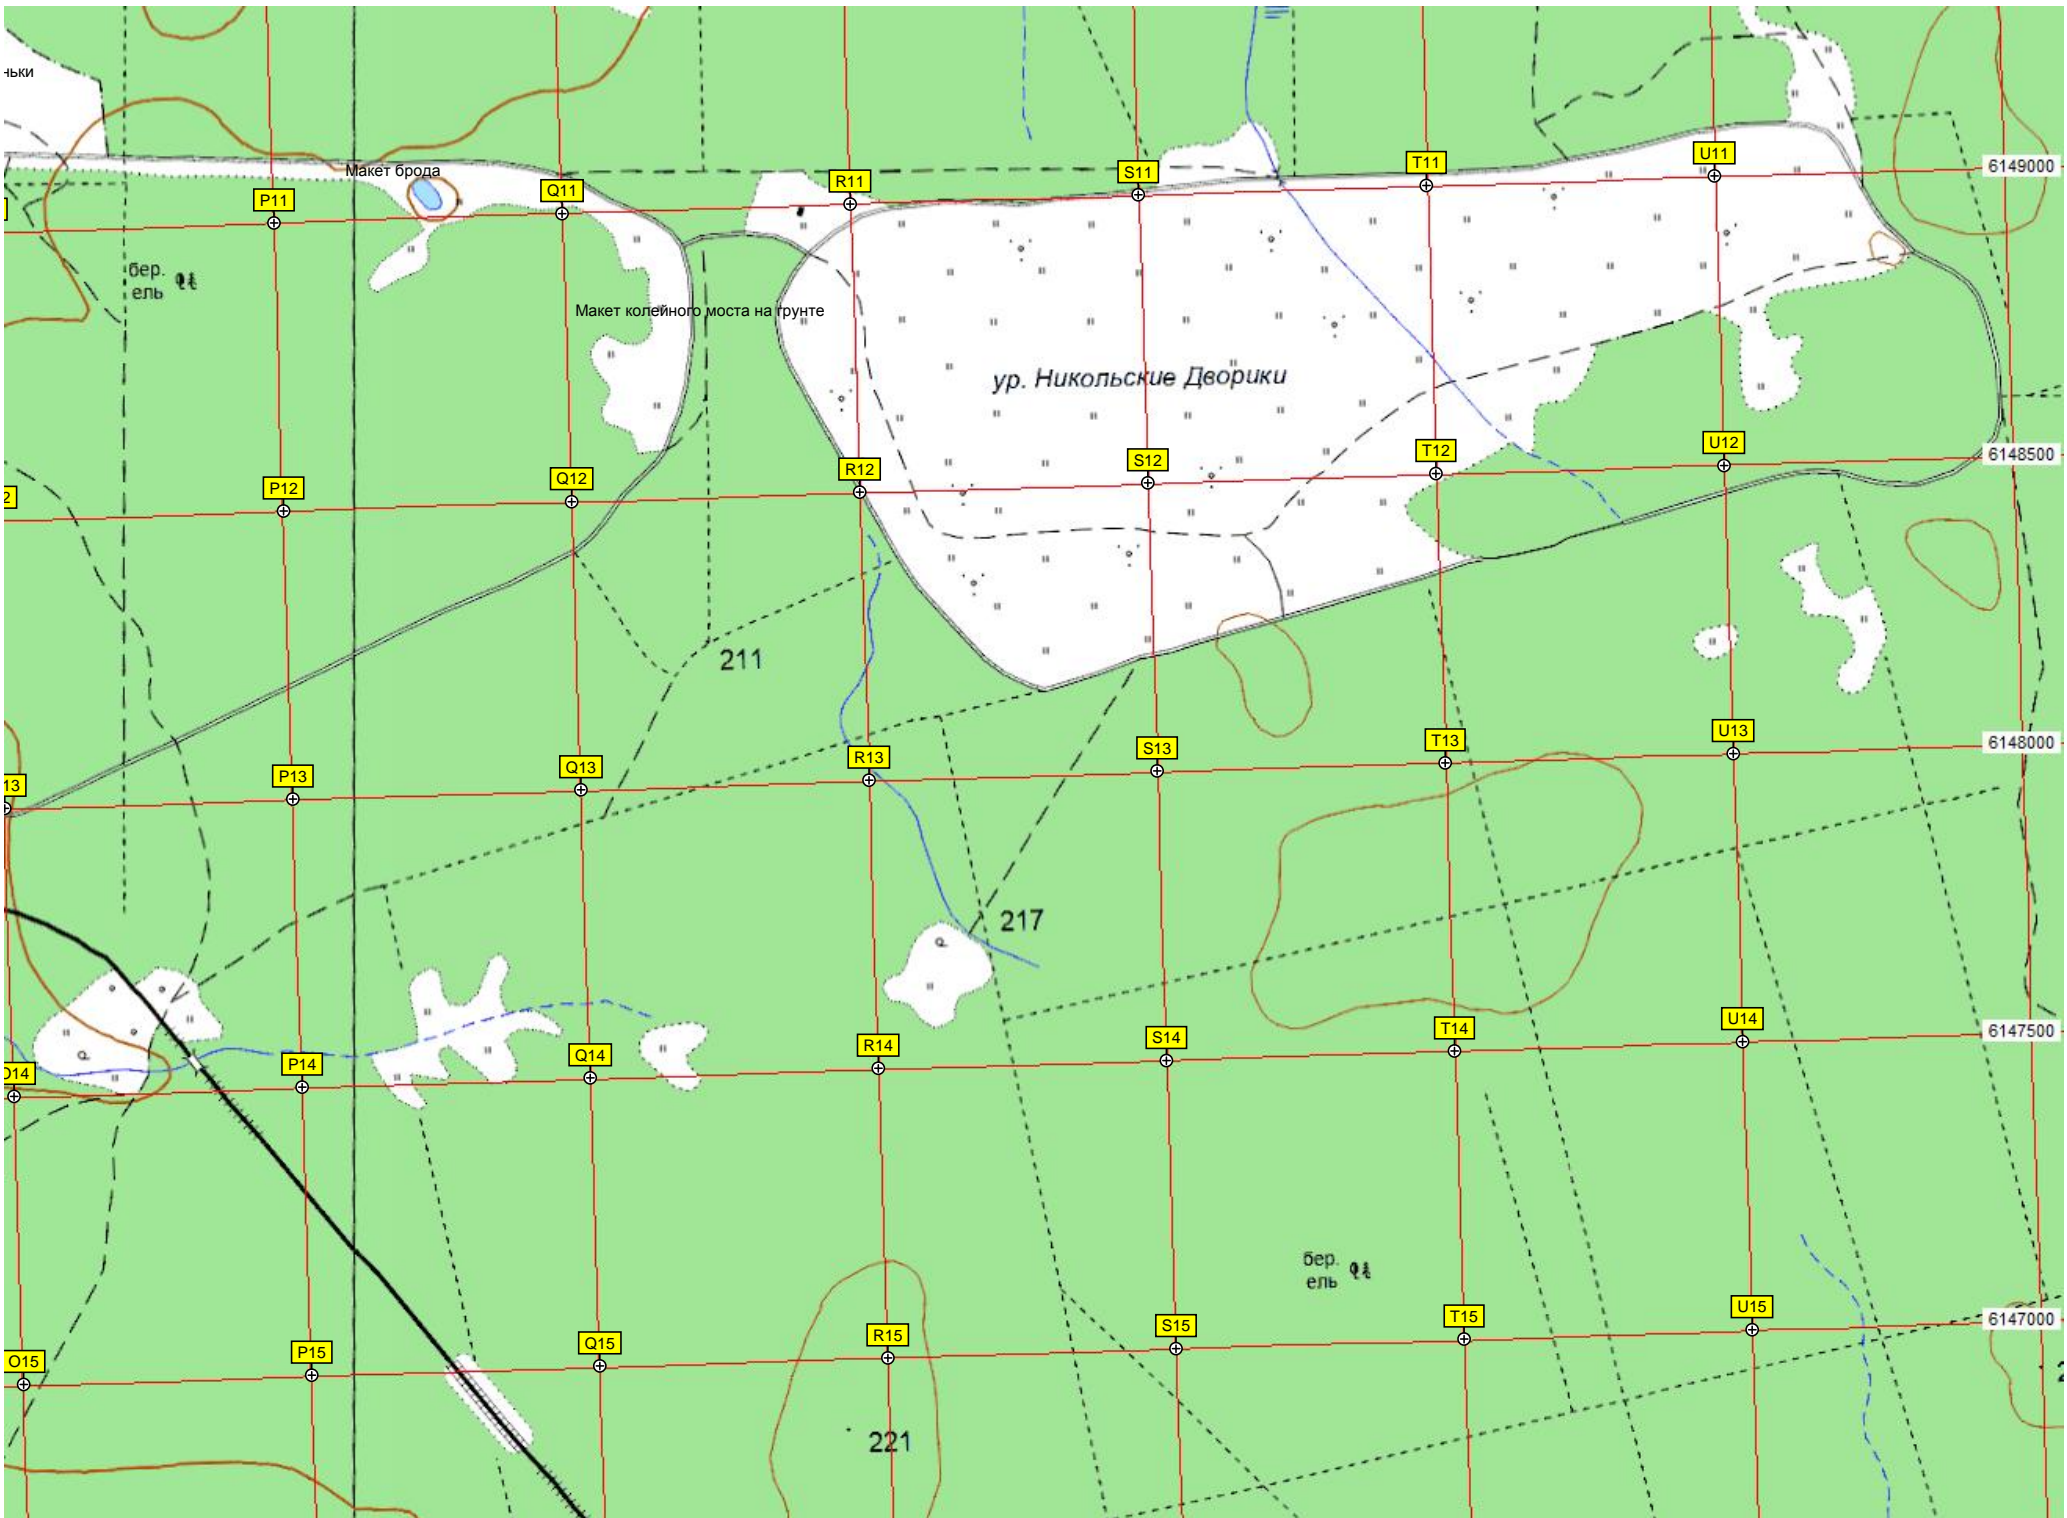 ньки
Макет брода
P11
Q11
R11
S11
T11
U11
6149000
бер.
ель
Макет колейного моста на грунте
ур. Никольские Дворики
2
P12
Q12
R12
S12
T12
U12
6148500
211
13
P13
Q13
R13
S13
T13
U13
6148000
217
O14
P14
Q14
R14
S14
T14
U14
6147500
бер.
ель
O15
P15
Q15
R15
S15
T15
U15
6147000
221